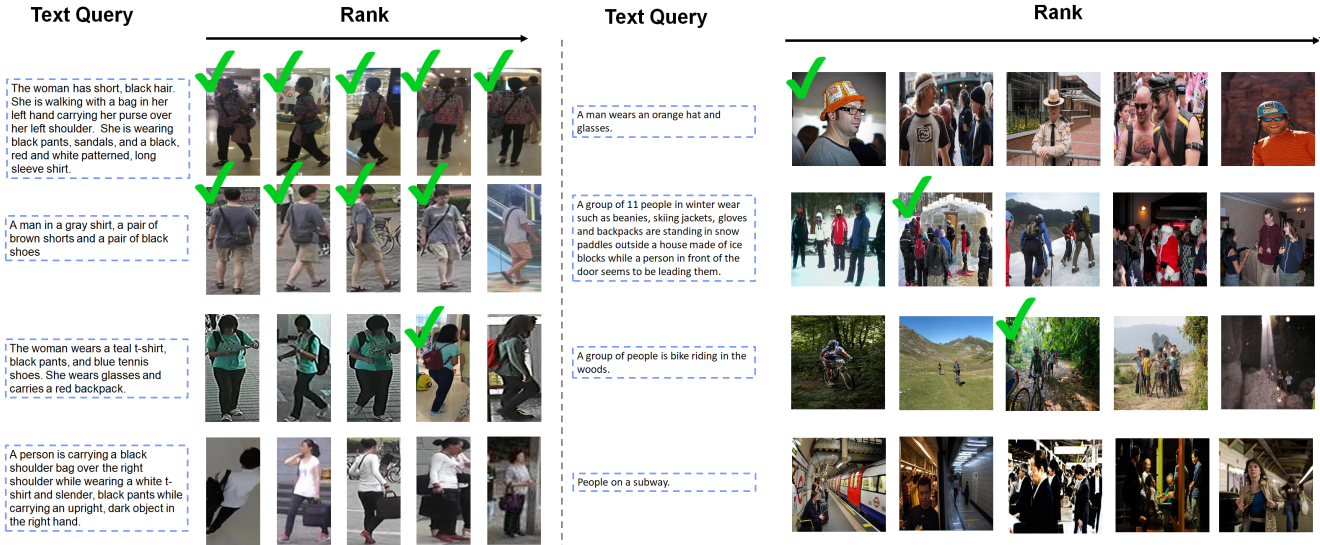 Text Query
Rank
The woman has short, black hair.
She is walking with a bag in her
left hand carrying her purse over
her left shoulder. She is wearing
black pants, sandals, and a black,
red and white patterned, long
sleeve shirt.
A man in a gray shirt, a pair of
brown shorts and a pair of black
shoes
The woman wears a teal t-shirt,
black pants, and blue tennis
shoes. She wears glasses and
carries a red backpack.
A person is carrying a black
shoulder bag over the right
shoulder while wearing a white t-
shirt and slender, black pants while
carrying an upright, dark object in
the right hand.
Text Query
Rank
A man wears an orange hat and
glasses.
A group of 11 people in winter wear
such as beanies, skiing jackets, gloves
and backpacks are standing in snow
paddles outside a house made of ice
blocks while a person in front of the
door seems to be leading them.
A group of people is bike riding in the
woods.
People on a subway.